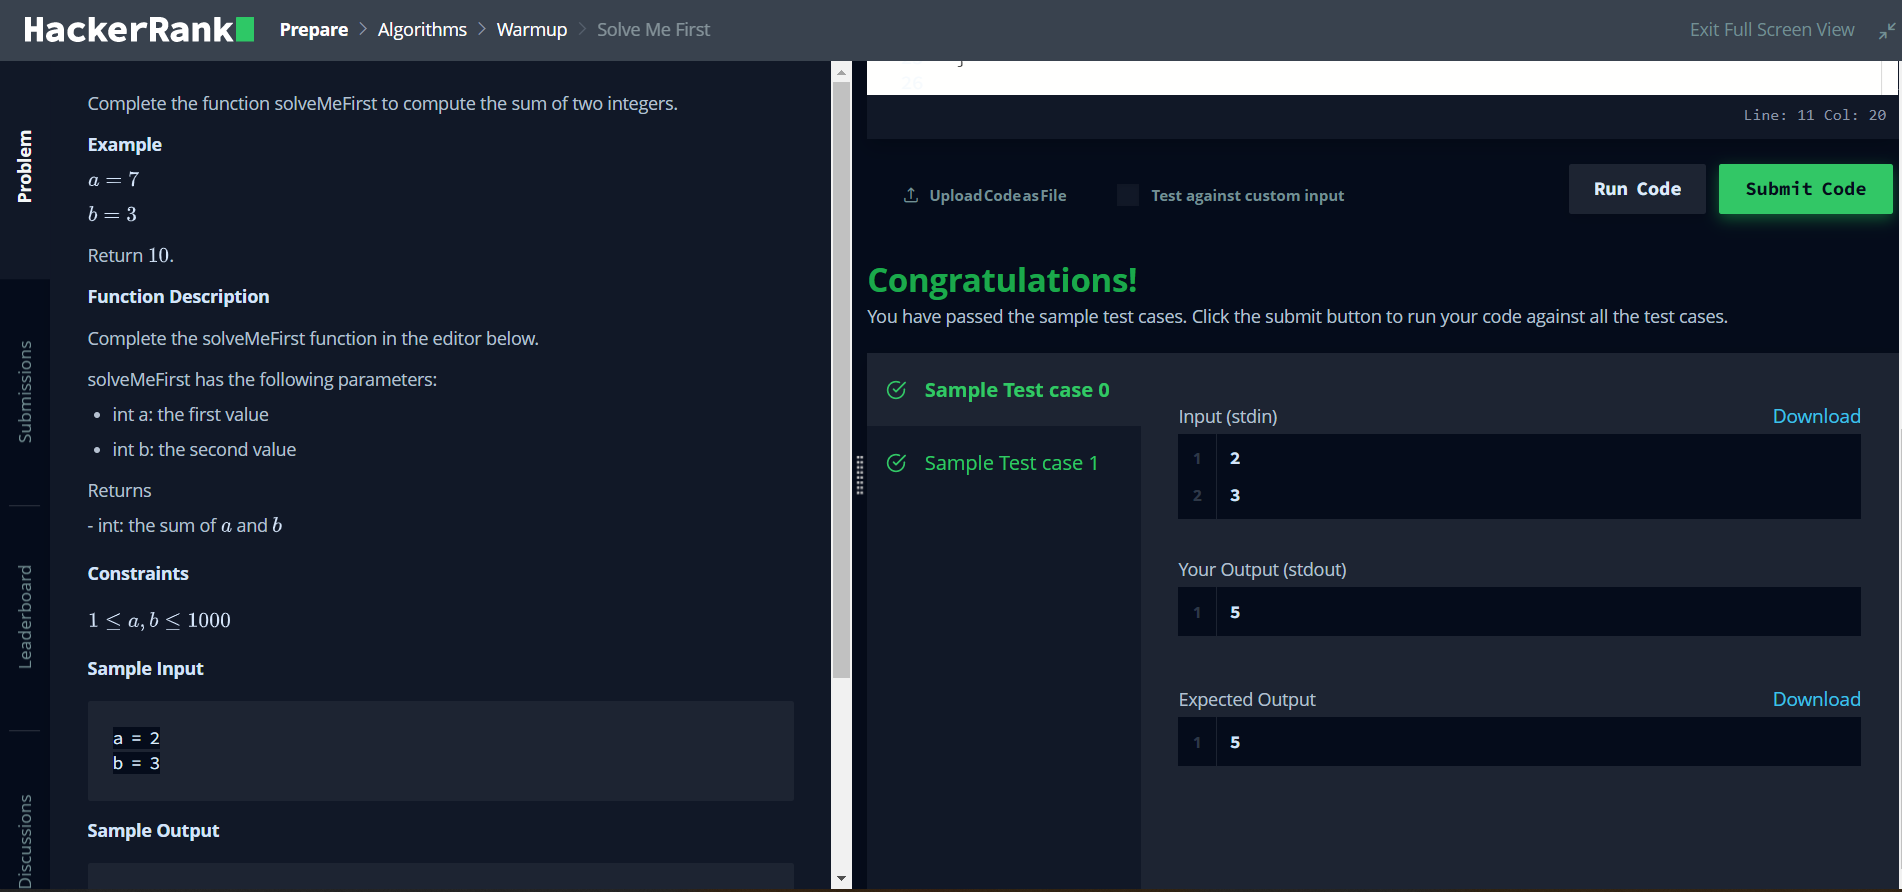 HackerRank
Prepare > Algorithms > Warmup > Solve Me First
Exit Full Screen View
Problem
Submissions
Leaderboard
Discussions
Complete the function solveMeFirst to compute the sum of two integers.
Example
a = 7
b = 3
Return 10.
Function Description
Complete the solveMeFirst function in the editor below.
solveMeFirst has the following parameters:
• int a: the first value
• int b: the second value
Returns
- int: the sum of a and b
Constraints
1 ≤ a, b ≤ 1000
Sample Input
a = 2
b = 3
Sample Output
}
26
Line: 11 Col: 20
Upload Code as File
Test against custom input
Run Code
Submit Code
Congratulations!
You have passed the sample test cases. Click the submit button to run your code against all the test cases.
Sample Test case 0
Sample Test case 1
Input (stdin)
Download
1 2
2 3
Your Output (stdout)
1 5
Expected Output
Download
1 5